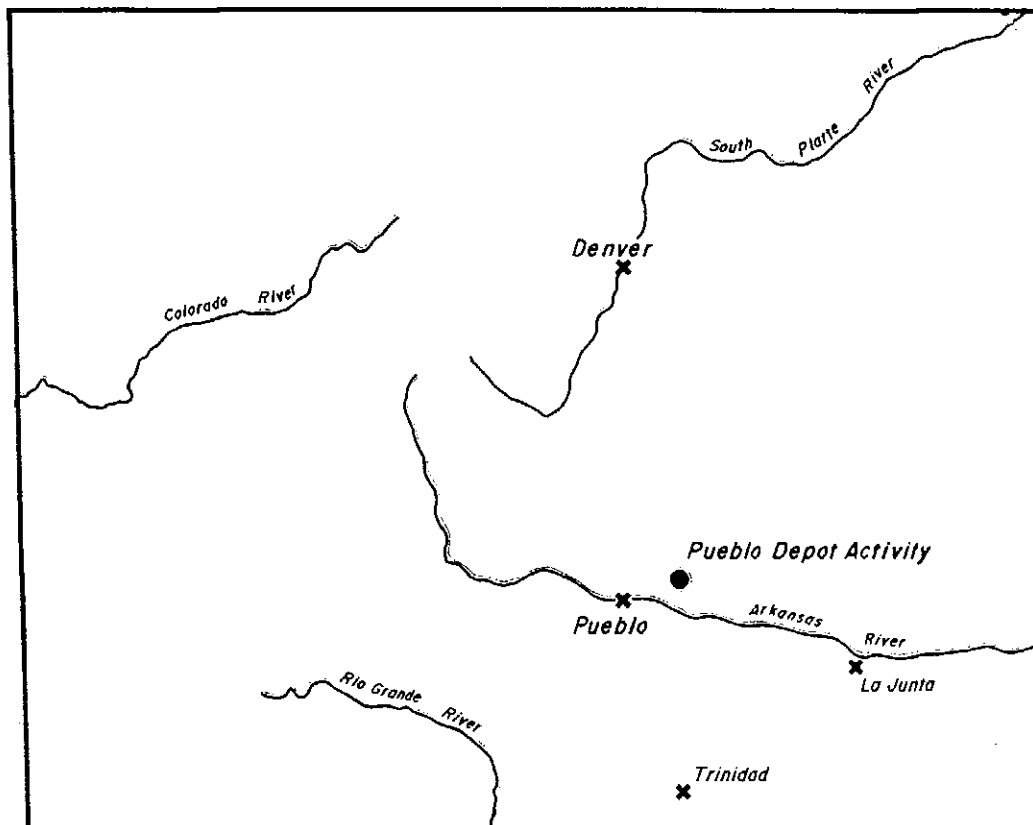 South Platte River
Denver
Colorado River
Pueblo Depot Activity
Pueblo
Arkansas River
La Junta
Rio Grande River
Trinidad